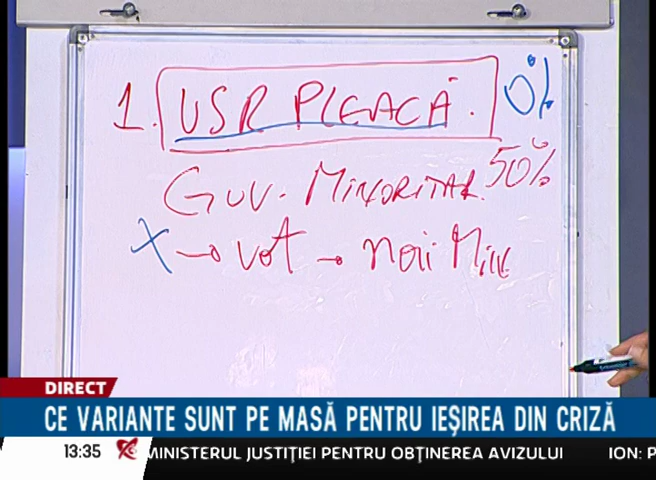 1. USR PLEACĂ. 0%
GUV. MINORITAR 50%
X → vot → noii Min
DIRECT
CE VARIANTE SUNT PE MASĂ PENTRU IEȘIREA DIN CRIZĂ
13:35 MINISTERUL JUSTIȚIEI PENTRU OBȚINEREA AVIZULUI ION: P